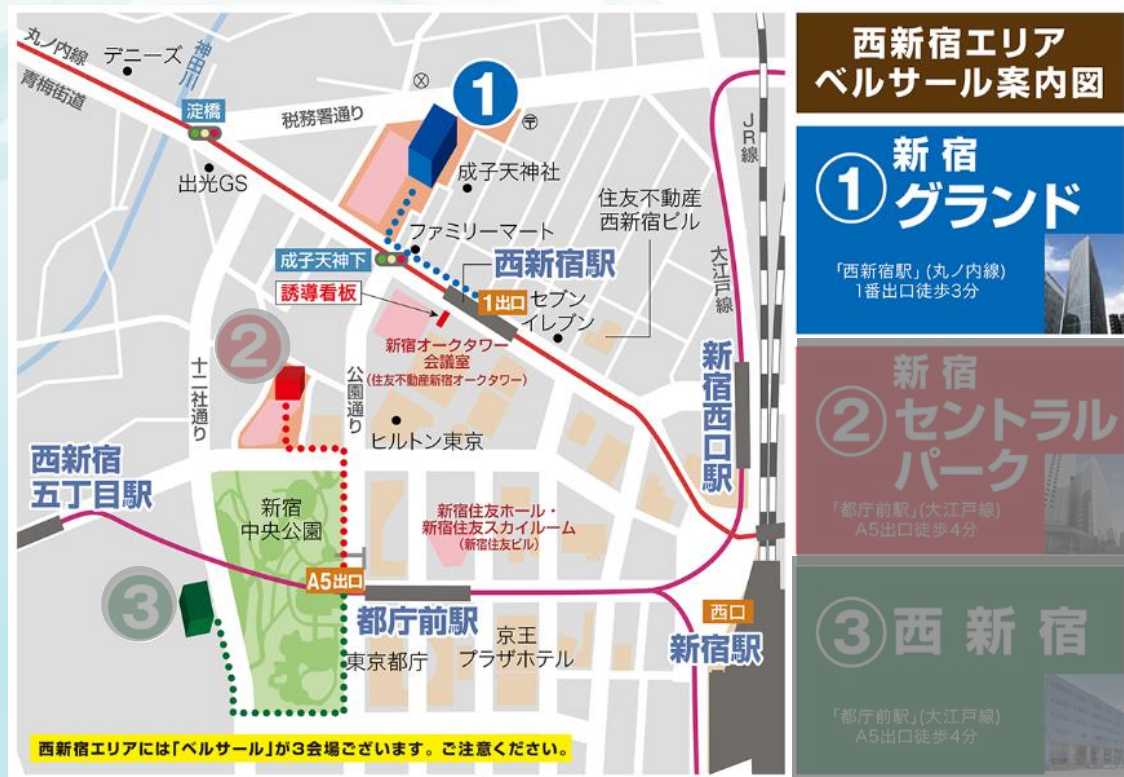 丸ノ内線
青梅街道
デニーズ
神田川
淀橋
税務署通り
出光GS
1
成子天神社
住友不動産
西新宿ビル
JR線
大江戸線
ファミリーマート
成子天神下
西新宿駅
誘導看板
1出口
セブン
イレブン
新宿オークタワー
会議室
(住友不動産新宿オークタワー)
2
十二社通り
公園通り
ヒルトン東京
新宿西口駅
西新宿
五丁目駅
新宿
中央公園
新宿住友ホール・
新宿住友スカイルーム
(新宿住友ビル)
A5出口
3
都庁前駅
東京都庁
京王
プラザホテル
西口
新宿駅
西新宿エリアには「ベルサール」が3会場ございます。ご注意ください。
西新宿エリア
ベルサール案内図
① 新宿
グランド
「西新宿駅」(丸ノ内線)
1番出口徒歩3分
② 新宿
セントラル
パーク
「都庁前駅」(大江戸線)
A5出口徒歩4分
③ 西新宿
「都庁前駅」(大江戸線)
A5出口徒歩4分